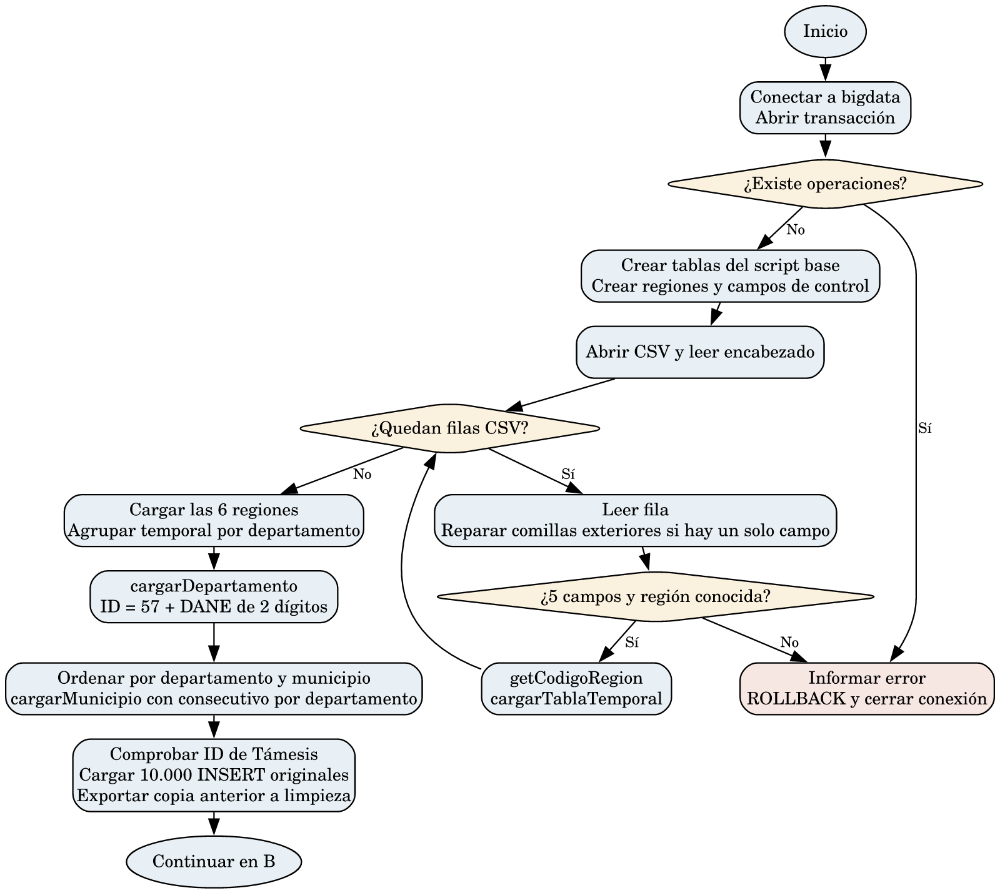 Inicio
Conectar a bigdata
Abrir transacción
¿Existe operaciones?
No
Crear tablas del script base
Crear regiones y campos de control
Abrir CSV y leer encabezado
Sí
¿Quedan filas CSV?
No
Sí
Cargar las 6 regiones
Agrupar temporal por departamento
Leer fila
Reparar comillas exteriores si hay un solo campo
cargarDepartamento
ID = 57 + DANE de 2 dígitos
¿5 campos y región conocida?
Sí
No
Ordenar por departamento y municipio
cargarMunicipio con consecutivo por departamento
getCodigoRegion
cargarTablaTemporal
Informar error
ROLLBACK y cerrar conexión
Comprobar ID de Támesis
Cargar 10.000 INSERT originales
Exportar copia anterior a limpieza
Continuar en B